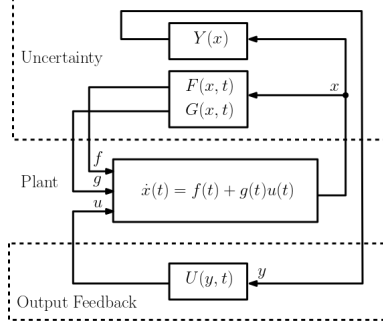 Y(x)
Uncertainty
F(x, t)
x
G(x, t)
f
Plant
g
ẋ(t) = f(t) + g(t)u(t)
u
U(y, t)
y
Output Feedback